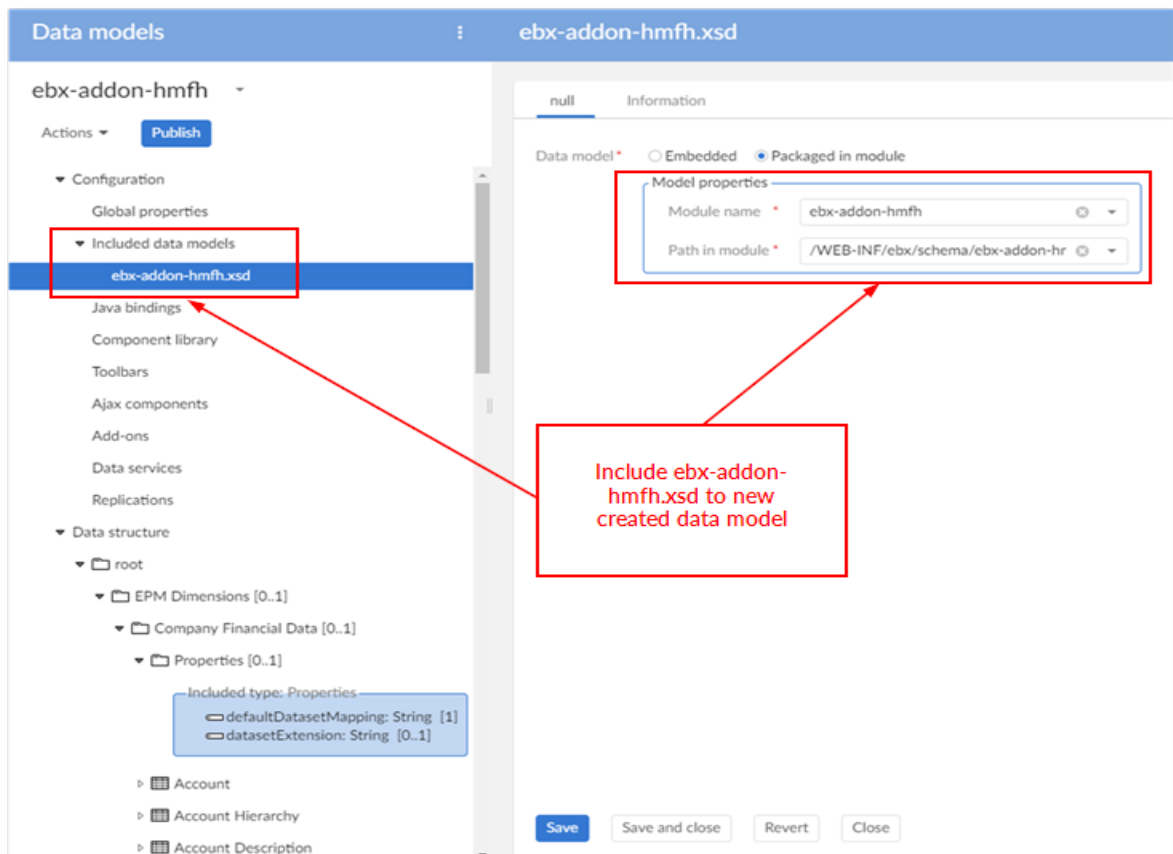 Data models
ebx-addon-hmfh.xsd
ebx-addon-hmfh
Actions
Publish
Configuration
Global properties
Included data models
ebx-addon-hmfh.xsd
Java bindings
Component library
Toolbars
Ajax components
Add-ons
Data services
Replications
Data structure
root
EPM Dimensions [0..1]
Company Financial Data [0..1]
Properties [0..1]
Included type: Properties
defaultDatasetMapping: String [1]
datasetExtension: String [0..1]
Account
Account Hierarchy
Account Description
null Information
Data model * Embedded Packaged in module
Model properties
Module name * ebx-addon-hmfh
Path in module * /WEB-INF/ebx/schema/ebx-addon-hr
Include ebx-addon-
hmfh.xsd to new
created data model
Save Save and close Revert Close